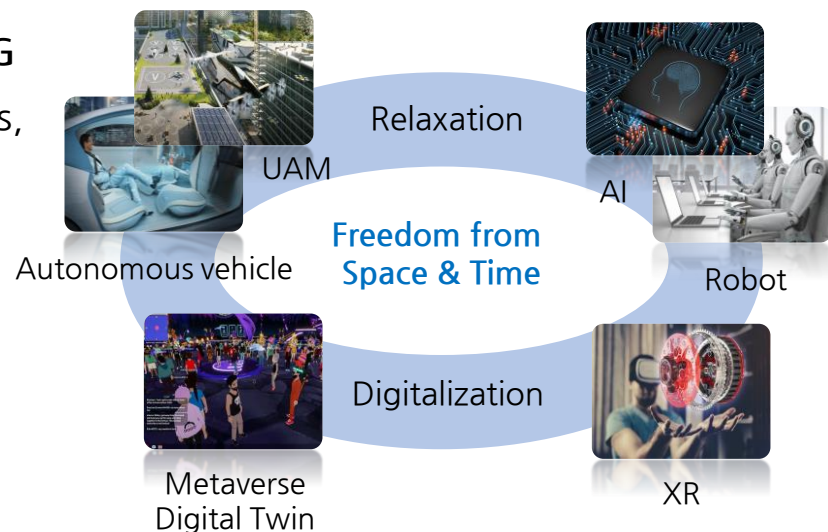 G
s,
Relaxation
UAM
AI
Freedom from
Space & Time
Autonomous vehicle
Robot
Digitalization
Metaverse
Digital Twin
XR